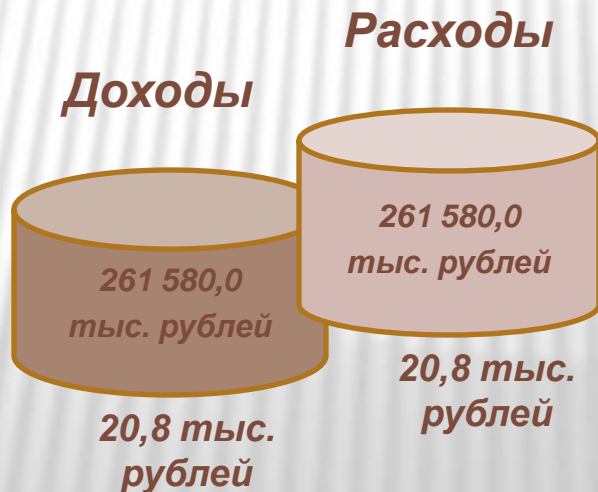 Расходы
Доходы
261 580,0
тыс. рублей
261 580,0
тыс. рублей
20,8 тыс.
рублей
20,8 тыс.
рублей